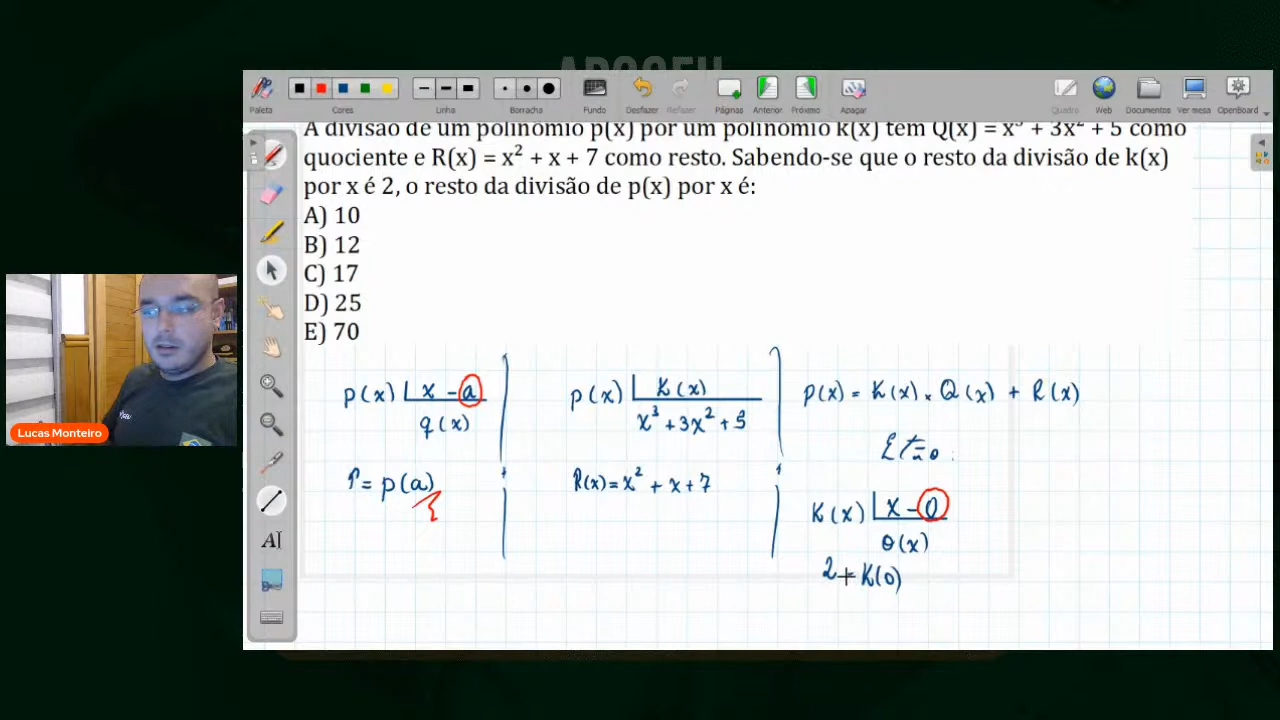 Paleta
Cores
Linha
Borracha
Fundo
Desfazer
Refazer
Páginas
Anterior
Próximo
Apagar
Quadro
Web
Documentos
Ver mesa
OpenBoard
A divisão de um polinômio p(x) por um polinômio k(x) tem Q(x) = x³ + 3x² + 5 como
quociente e R(x) = x² + x + 7 como resto. Sabendo-se que o resto da divisão de k(x)
por x é 2, o resto da divisão de p(x) por x é:
A) 10
B) 12
C) 17
D) 25
E) 70
p(x) | x - a
q(x)
r = p(a)
p(x) | K(x)
x³ + 3x² + 5
R(x) = x² + x + 7
p(x) = K(x) . Q(x) + R(x)
K(x) | x - 0
θ(x)
2 + K(0)
Lucas Monteiro